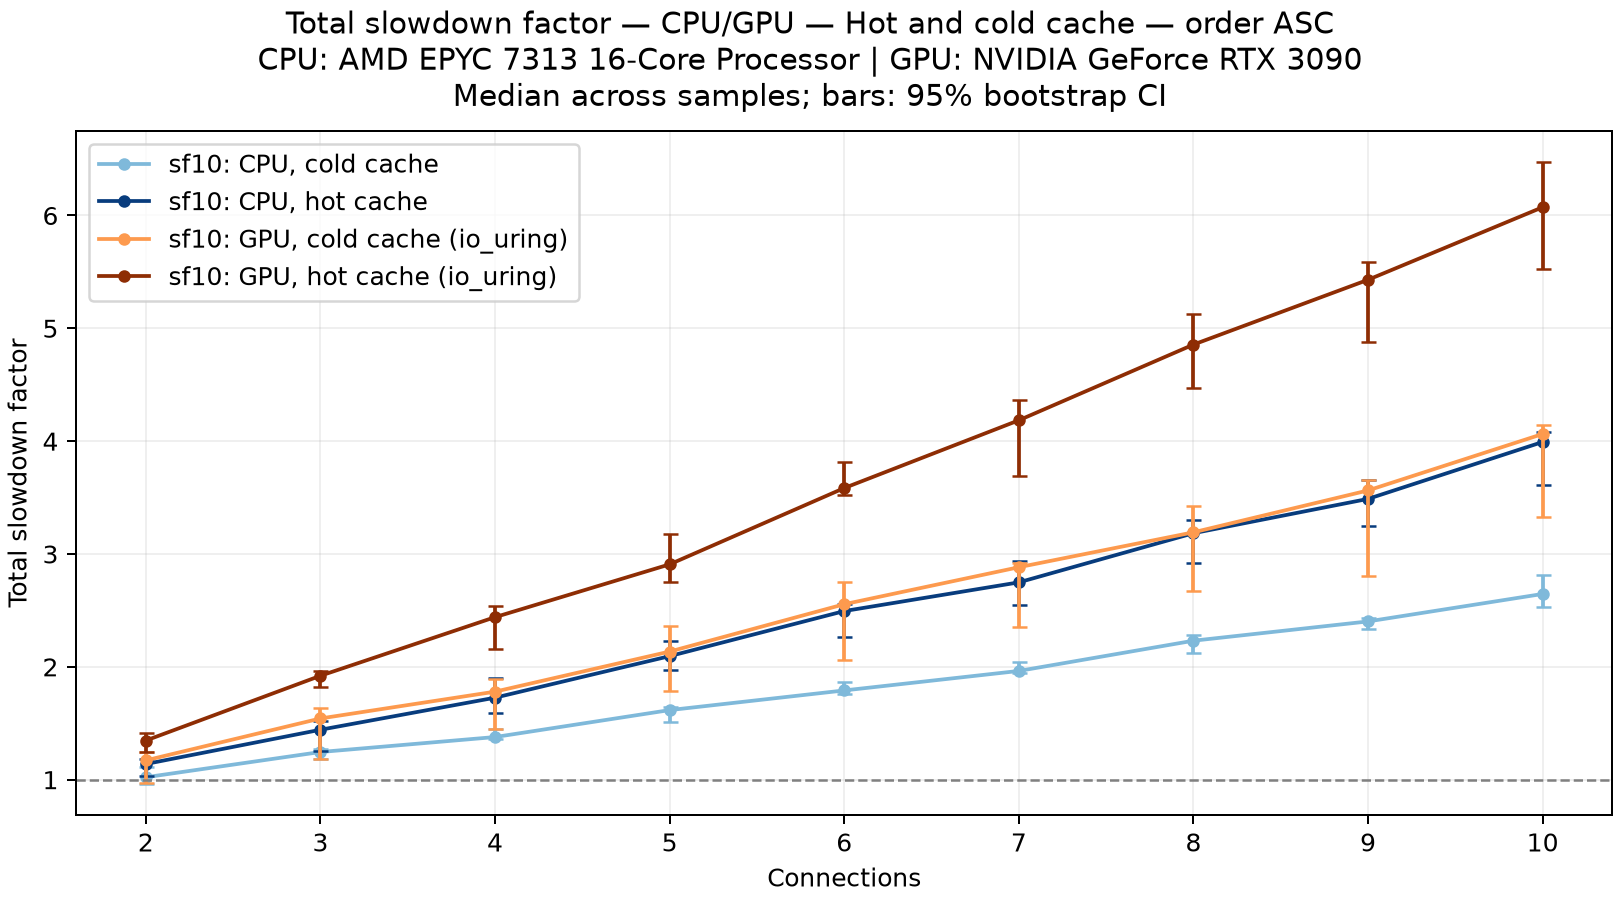 Total slowdown factor — CPU/GPU — Hot and cold cache — order ASC
CPU: AMD EPYC 7313 16-Core Processor | GPU: NVIDIA GeForce RTX 3090
Median across samples; bars: 95% bootstrap CI
sf10: CPU, cold cache
sf10: CPU, hot cache
sf10: GPU, cold cache (io_uring)
sf10: GPU, hot cache (io_uring)
Total slowdown factor
6
5
4
3
2
1
2 3 4 5 6 7 8 9 10
Connections